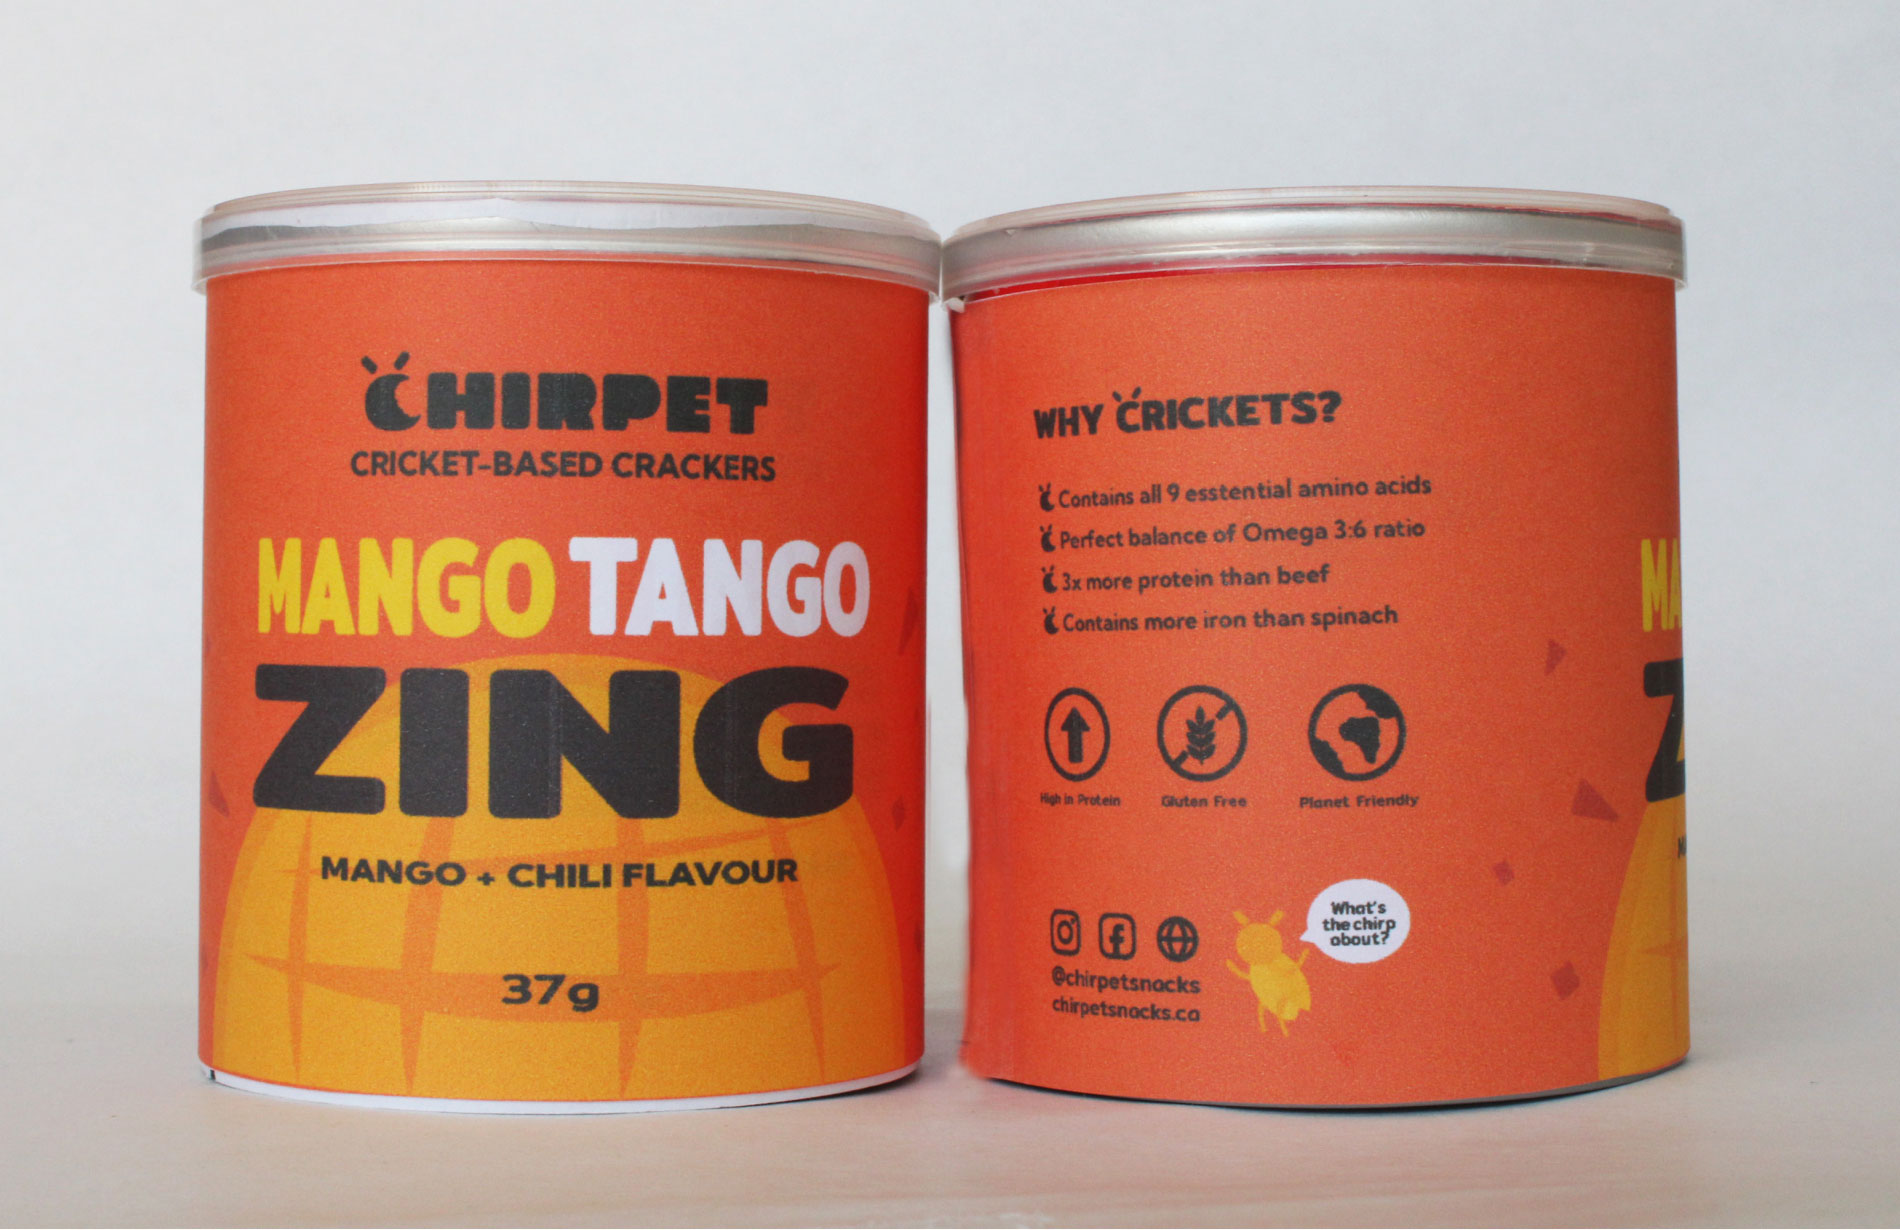 CHIRPET
CRICKET-BASED CRACKERS
MANGO TANGO
ZING
MANGO + CHILI FLAVOUR
37g
WHY CRICKETS?
Contains all 9 esstential amino acids
Perfect balance of Omega 3:6 ratio
3x more protein than beef
Contains more iron than spinach
High in Protein
Gluten Free
Planet Friendly
@chirpetsnacks
chirpetsnacks.ca
What's
the chirp
about?
MA
Z